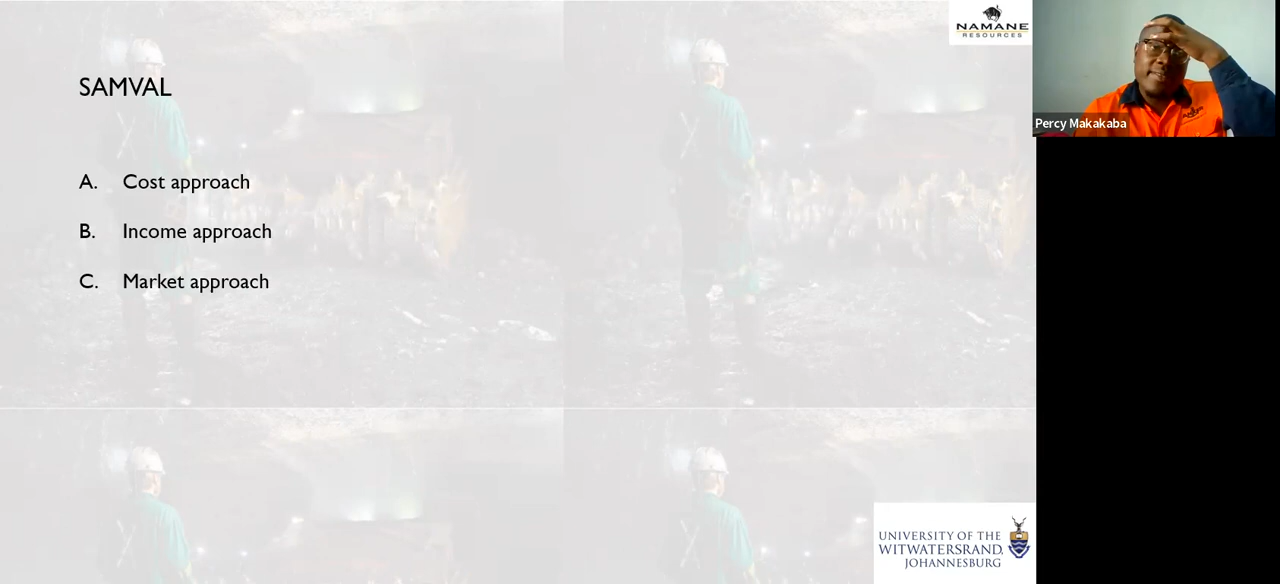 NAMANE
RESOURCES
Percy Makakaba
SAMVAL
A. Cost approach
B. Income approach
C. Market approach
UNIVERSITY OF THE
WITWATERSRAND,
JOHANNESBURG